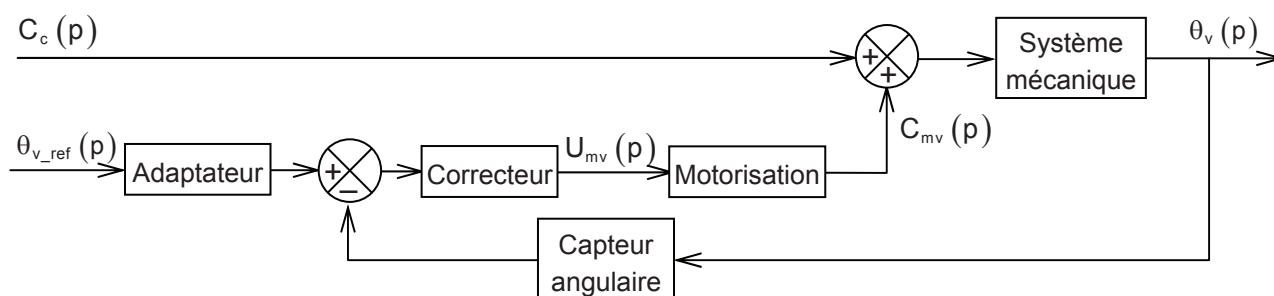 C_c (p)
+
+
Système
mécanique
θ_v (p)
θ_v_ref (p)
Adaptateur
+
−
Correcteur
U_mv (p)
Motorisation
C_mv (p)
Capteur
angulaire